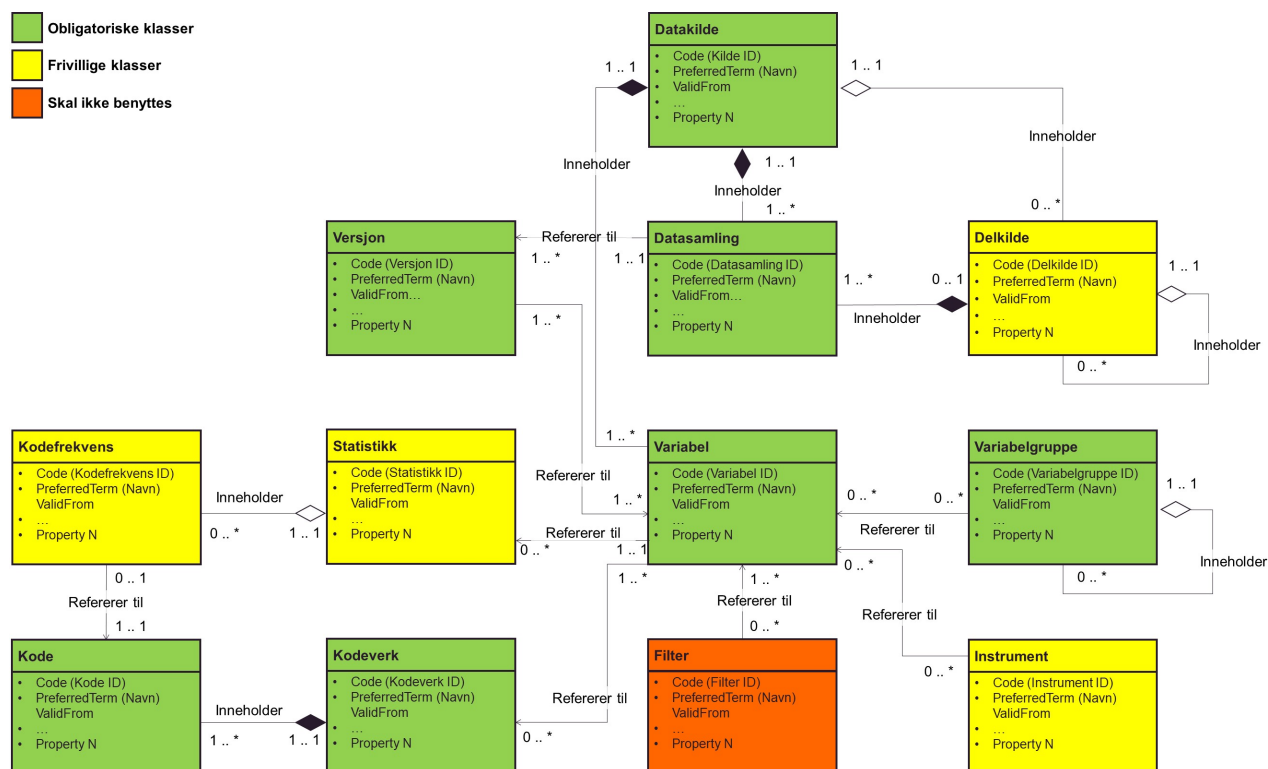 Obligatoriske klasser
Frivillige klasser
Skal ikke benyttes
Datakilde
• Code (Kilde ID)
• PreferredTerm (Navn)
• ValidFrom
• …
• Property N
1 .. 1
1 .. 1
Inneholder
Inneholder
1 .. 1
Inneholder
1 .. *
0 .. *
Versjon
• Code (Versjon ID)
• PreferredTerm (Navn)
• ValidFrom…
• …
• Property N
Refererer til
1 .. *
1 .. 1
Datasamling
• Code (Datasamling ID)
• PreferredTerm (Navn)
• ValidFrom…
• …
• Property N
1 .. *
0 .. 1
Inneholder
Delkilde
• Code (Delkilde ID)
• PreferredTerm (Navn)
• ValidFrom
• …
• Property N
1 .. 1
Inneholder
0 .. *
1 .. *
Refererer til
1 .. *
1 .. *
Kodefrekvens
• Code (Kodefrekvens ID)
• PreferredTerm (Navn)
ValidFrom
• …
• Property N
Inneholder
0 .. *
1 .. 1
Statistikk
• Code (Statistikk ID)
• PreferredTerm (Navn)
ValidFrom
• …
• Property N
Refererer til
0 .. *
1 .. 1
Variabel
• Code (Variabel ID)
• PreferredTerm (Navn)
ValidFrom
• …
• Property N
0 .. *
0 .. *
Refererer til
Variabelgruppe
• Code (Variabelgruppe ID)
• PreferredTerm (Navn)
ValidFrom
• …
• Property N
1 .. 1
Inneholder
0 .. *
0 .. 1
Refererer til
1 .. 1
1 .. *
Refererer til
0 .. *
1 .. *
Refererer til
0 .. *
0 .. *
Refererer til
0 .. *
Kode
• Code (Kode ID)
• PreferredTerm (Navn)
ValidFrom
• …
• Property N
Inneholder
1 .. *
1 .. 1
Kodeverk
• Code (Kodeverk ID)
• PreferredTerm (Navn)
ValidFrom
• …
• Property N
Filter
• Code (Filter ID)
• PreferredTerm (Navn)
ValidFrom
• …
• Property N
Instrument
• Code (Instrument ID)
• PreferredTerm (Navn)
ValidFrom
• …
• Property N